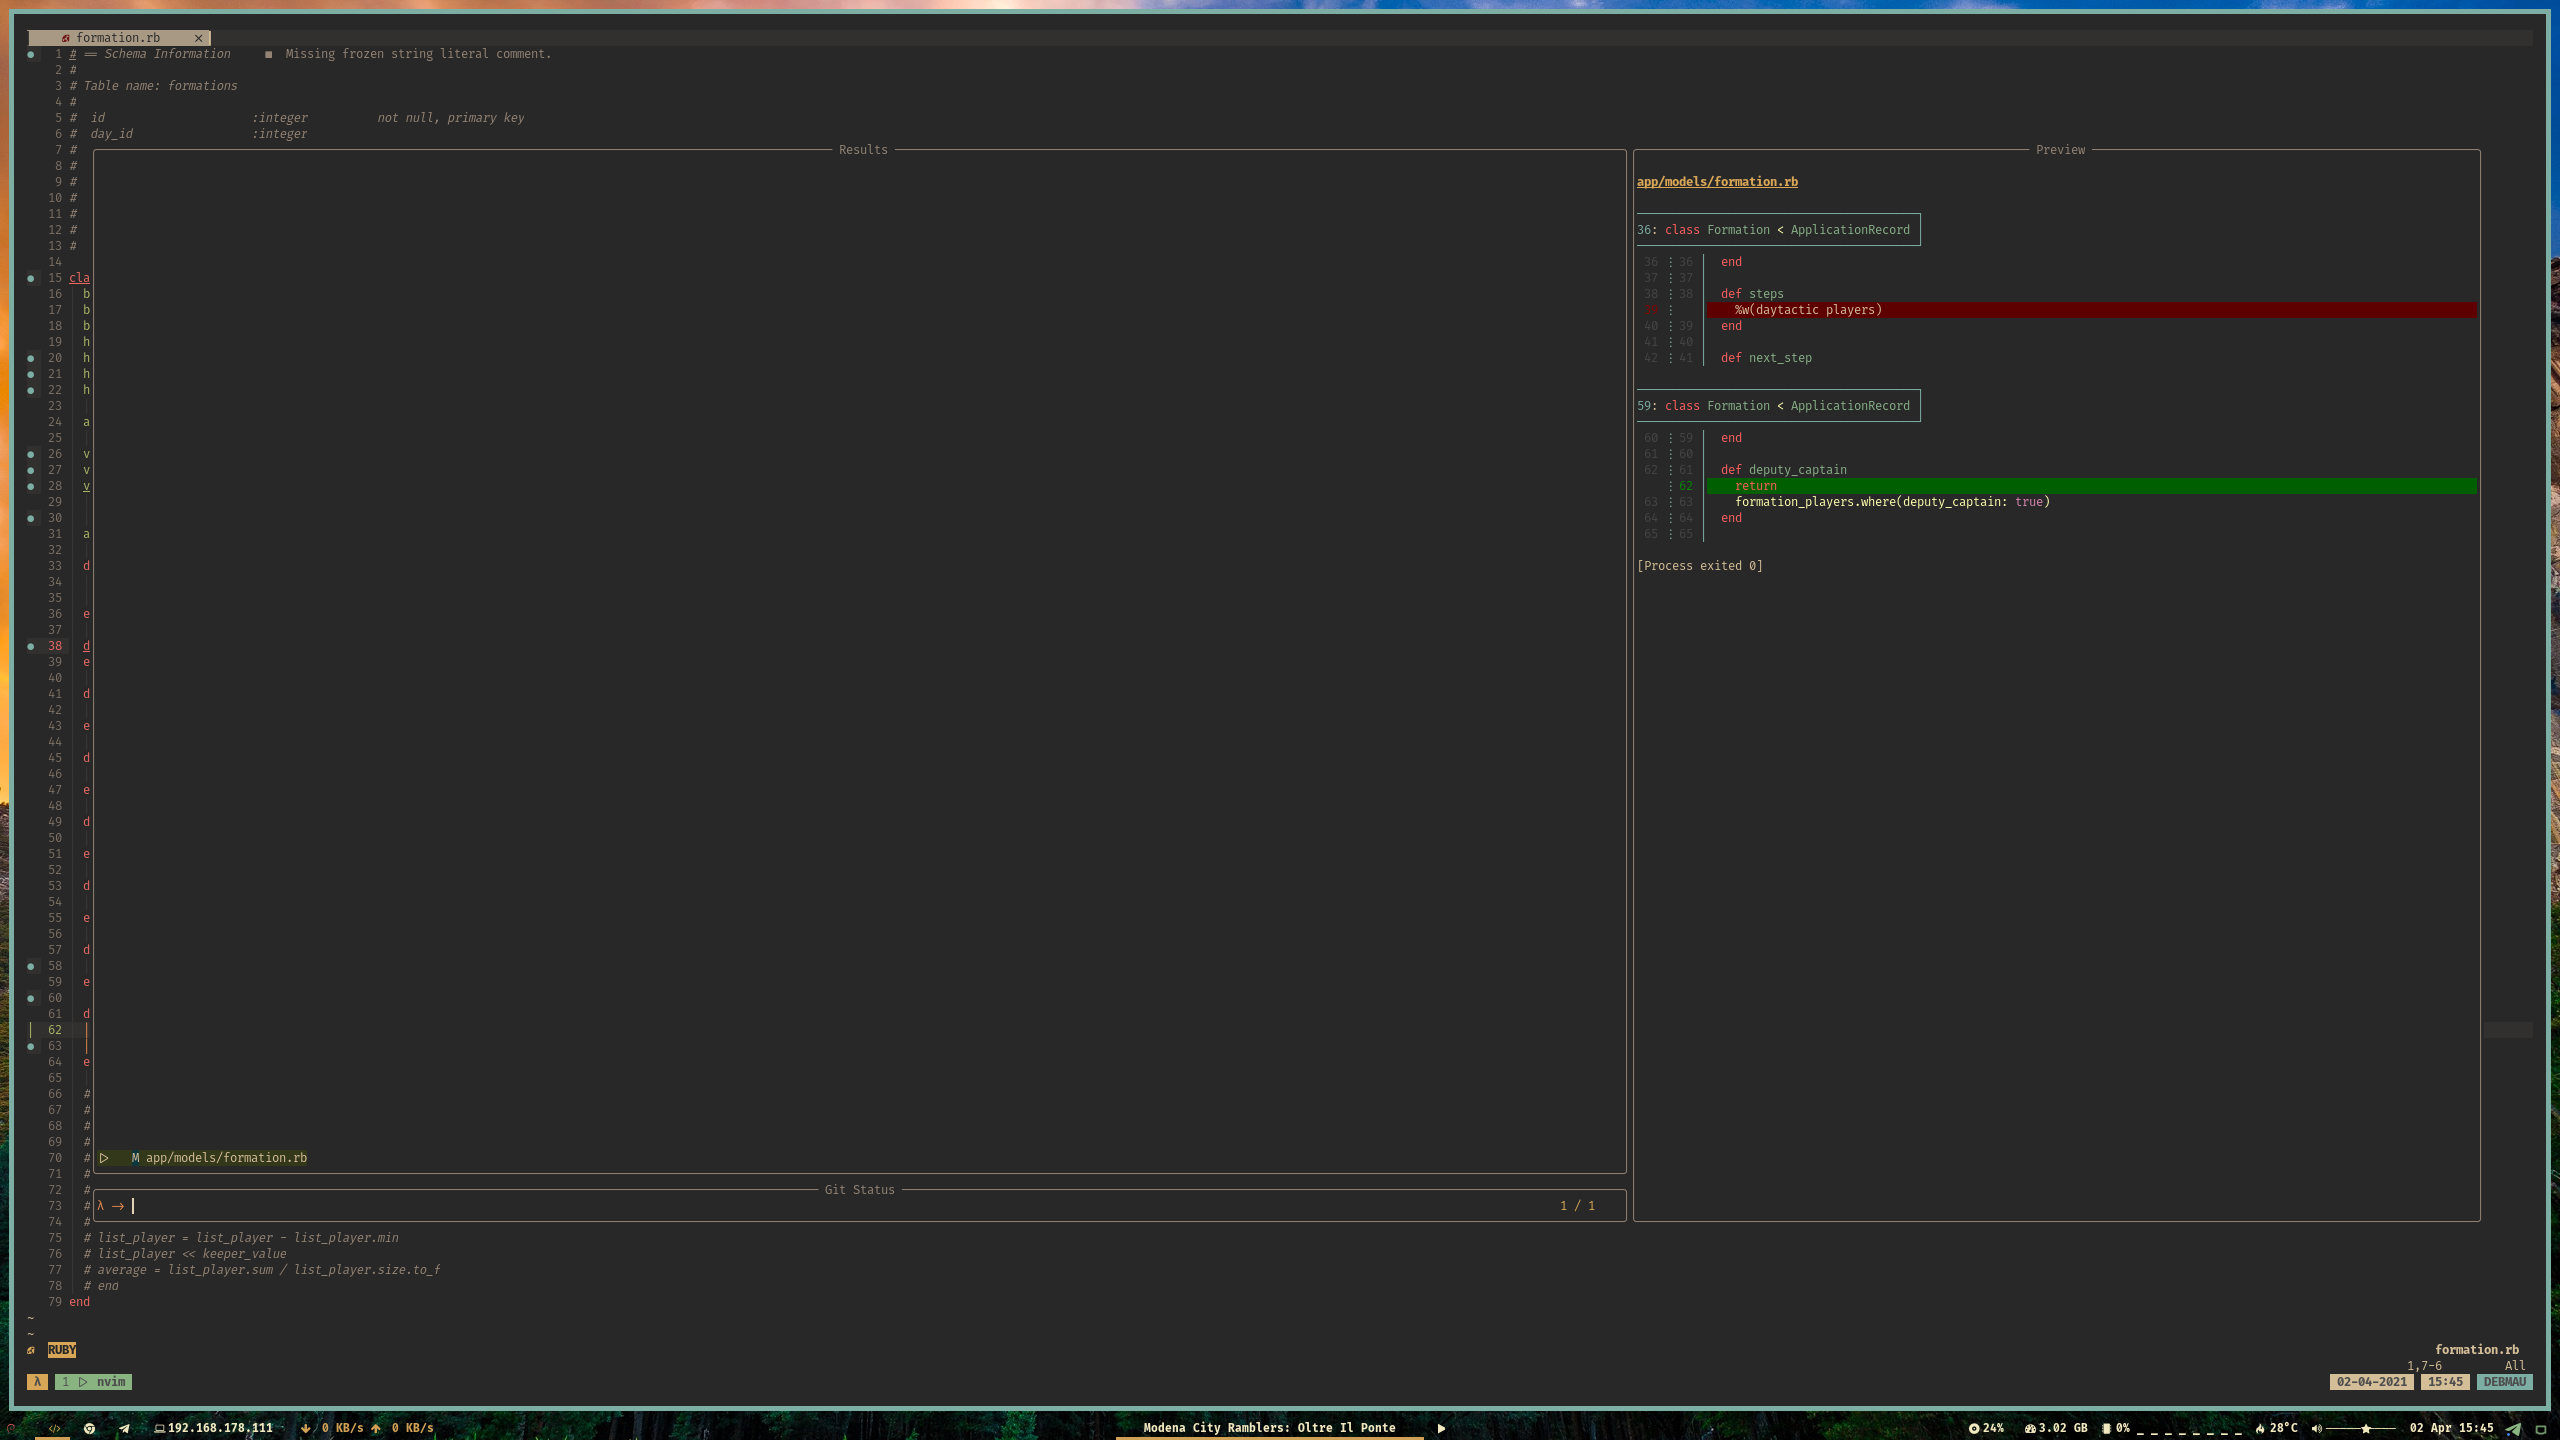 formation.rb ✕
1 # == Schema Information ■ Missing frozen string literal comment.
2 #
3 # Table name: formations
4 #
5 # id :integer not null, primary key
6 # day_id :integer
7 #
8 #
9 #
10 #
11 #
12 #
13 #
14
15 cla
16 b
17 b
18 b
19 h
20 h
21 h
22 h
23
24 a
25
26 v
27 v
28 v
29
30
31 a
32
33 d
34
35
36 e
37
38 d
39 e
40
41 d
42
43 e
44
45 d
46
47 e
48
49 d
50
51 e
52
53 d
54
55 e
56
57 d
58
59 e
60
61 d
62
63
64 e
65
66 #
67 #
68 #
69 #
70 #
71 #
72 #
73 #
74 #
75 # list_player = list_player - list_player.min
76 # list_player << keeper_value
77 # average = list_player.sum / list_player.size.to_f
78 # end
79 end
~
~
Results
▷ M app/models/formation.rb
Git Status
λ → 1 / 1
Preview
app/models/formation.rb
36: class Formation < ApplicationRecord
36 ⋮ 36 end
37 ⋮ 37
38 ⋮ 38 def steps
39 ⋮ %w(daytactic players)
40 ⋮ 39 end
41 ⋮ 40
42 ⋮ 41 def next_step
59: class Formation < ApplicationRecord
60 ⋮ 59 end
61 ⋮ 60
62 ⋮ 61 def deputy_captain
⋮ 62 return
63 ⋮ 63 formation_players.where(deputy_captain: true)
64 ⋮ 64 end
65 ⋮ 65
[Process exited 0]
RUBY formation.rb
1,7-6 All
λ 1 ▷ nvim 02-04-2021 15:45 DEBMAU
192.168.178.111 0 KB/s 0 KB/s Modena City Ramblers: Oltre Il Ponte 24% 3.02 GB 0% 28°C 02 Apr 15:45